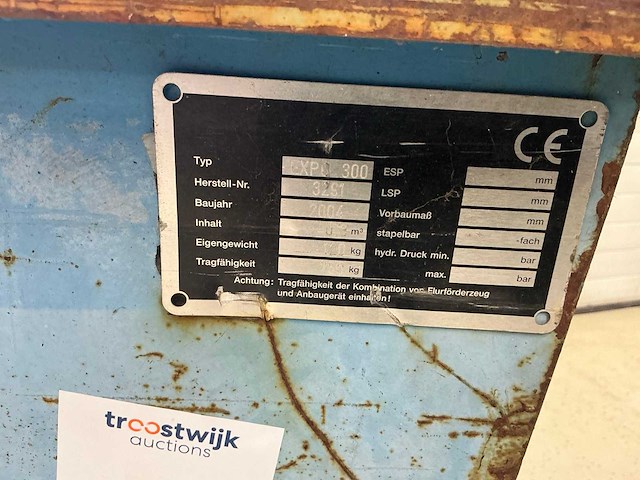 CE
Typ 300
Herstell-Nr.
Baujahr 2004
Inhalt m³
Eigengewicht kg
Tragfähigkeit kg
ESP mm
LSP mm
Vorbaumaß mm
stapelbar -fach
hydr. Druck min. bar
max. bar
Achtung: Tragfähigkeit der Kombination von Flurförderzeug
und Anbaugerät einhalten!
troostwijk
auctions